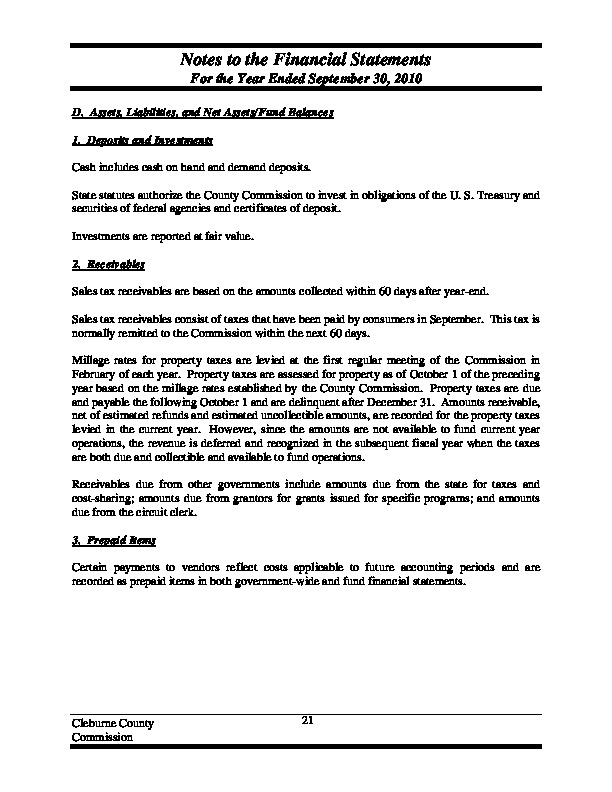 Notes to the Financial Statements
For the Year Ended September 30, 2010
D. Assets, Liabilities, and Net Assets/Fund Balances
1. Deposits and Investments
Cash includes cash on hand and demand deposits.
State statutes authorize the County Commission to invest in obligations of the U. S. Treasury and
securities of federal agencies and certificates of deposit.
Investments are reported at fair value.
2. Receivables
Sales tax receivables are based on the amounts collected within 60 days after year-end.
Sales tax receivables consist of taxes that have been paid by consumers in September. This tax is
normally remitted to the Commission within the next 60 days.
Millage rates for property taxes are levied at the first regular meeting of the Commission in
February of each year. Property taxes are assessed for property as of October 1 of the preceding
year based on the millage rates established by the County Commission. Property taxes are due
and payable the following October 1 and are delinquent after December 31. Amounts receivable,
net of estimated refunds and estimated uncollectible amounts, are recorded for the property taxes
levied in the current year. However, since the amounts are not available to fund current year
operations, the revenue is deferred and recognized in the subsequent fiscal year when the taxes
are both due and collectible and available to fund operations.
Receivables due from other governments include amounts due from the state for taxes and
cost-sharing; amounts due from grantors for grants issued for specific programs; and amounts
due from the circuit clerk.
3. Prepaid Items
Certain payments to vendors reflect costs applicable to future accounting periods and are
recorded as prepaid items in both government-wide and fund financial statements.
Cleburne County
Commission
21